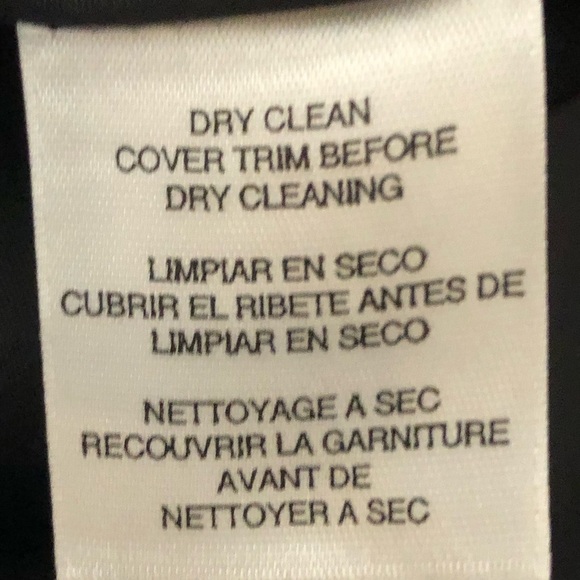 DRY CLEAN
COVER TRIM BEFORE
DRY CLEANING
LIMPIAR EN SECO
CUBRIR EL RIBETE ANTES DE
LIMPIAR EN SECO
NETTOYAGE A SEC
RECOUVRIR LA GARNITURE
AVANT DE
NETTOYER A SEC